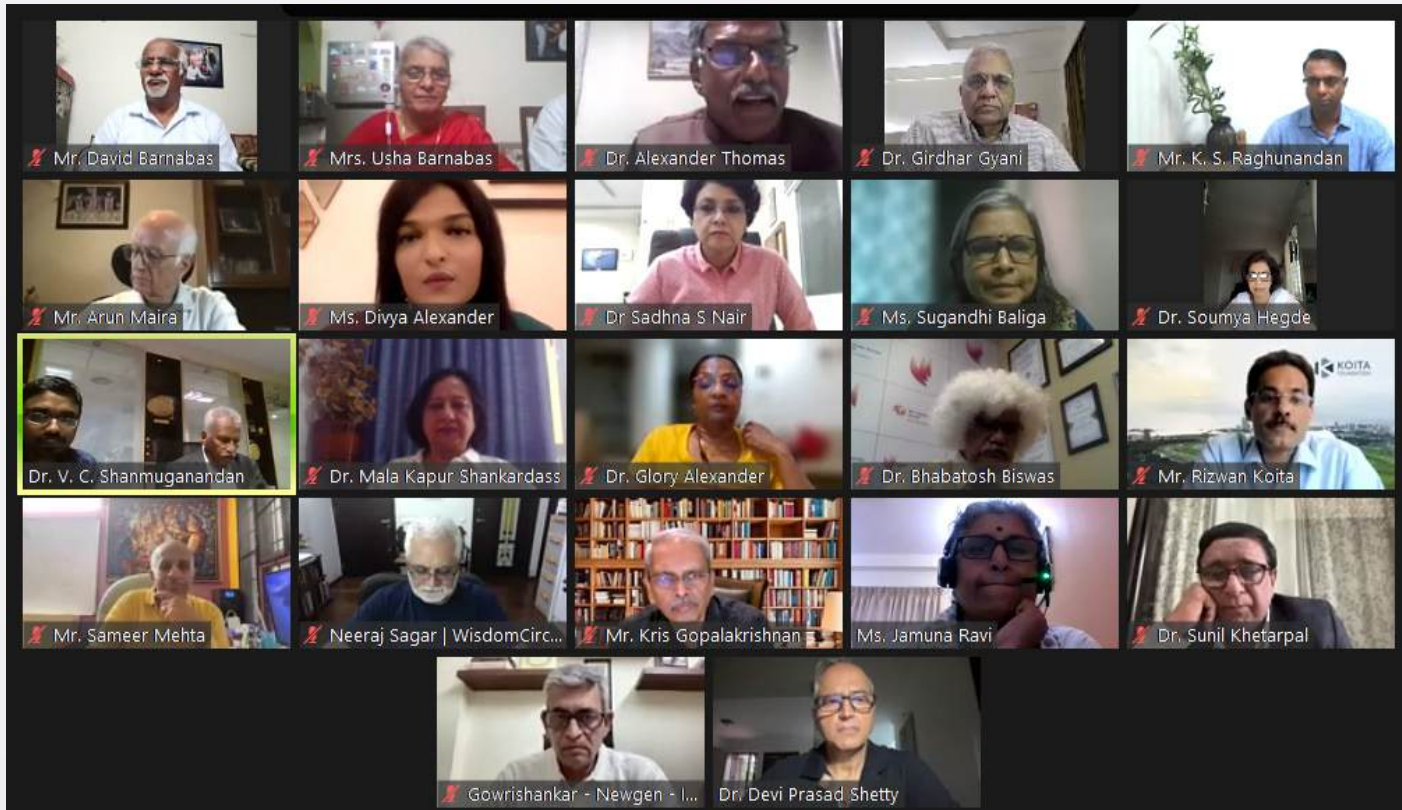 Mr. David Barnabas
Mrs. Usha Barnabas
Dr. Alexander Thomas
Dr. Girdhar Gyani
Mr. K. S. Raghunandan
Mr. Arun Maira
Ms. Divya Alexander
Dr Sadhna S Nair
Ms. Sugandhi Baliga
Dr. Soumya Hegde
KOITA
FOUNDATION
Dr. V. C. Shanmuganandan
Dr. Mala Kapur Shankardass
Dr. Glory Alexander
Dr. Bhabatosh Biswas
Mr. Rizwan Koita
Mr. Sameer Mehta
Neeraj Sagar | WisdomCirc...
Mr. Kris Gopalakrishnan
Ms. Jamuna Ravi
Dr. Sunil Khetarpal
Gowrishankar - Newgen - I...
Dr. Devi Prasad Shetty